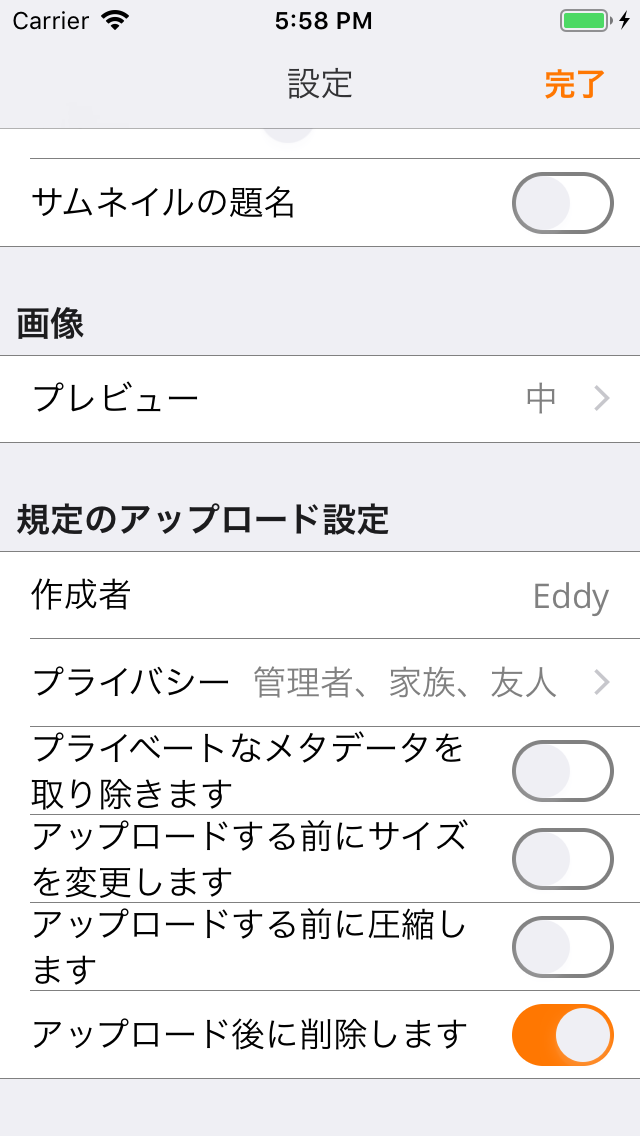 Carrier 5:58 PM
設定 完了
サムネイルの題名
画像
プレビュー 中
規定のアップロード設定
作成者 Eddy
プライバシー 管理者、家族、友人
プライベートなメタデータを
取り除きます
アップロードする前にサイズ
を変更します
アップロードする前に圧縮し
ます
アップロード後に削除します